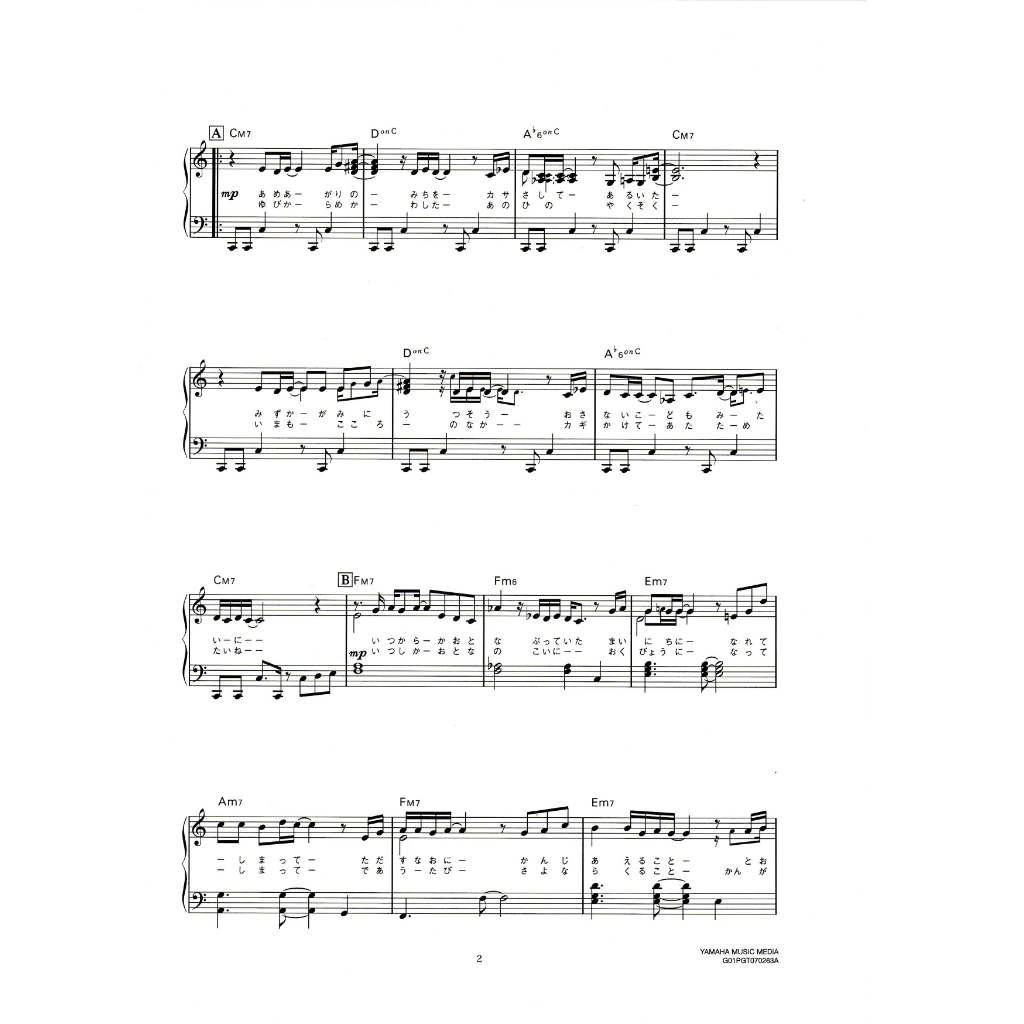 A CM7 DonC A♭6onC CM7
mp あめあー がりの ー みちをー カサ さしてー あるいた ー
ゆびかー らめか ー わしたー あの ひの やくそく ー
DonC A♭6onC
みずかーがみに う つそうー おさ ないこーども みーた
いまもー こころ ー のなかー ー カギ かけてーあた たーめ
CM7 B FM7 Fm6 Em7
いーにーー いつからーかおと な ぶっていた まい にちにー なれて
たいねーー mp いつしかーおとな の こいにーー おく びょうにー なって
Am7 FM7 Em7
ーしまってー ただ すなおにー かんじ あ えることー とお
ーしまってー であ うーたびー さよな ら くることー かんが
2
YAMAHA MUSIC MEDIA
G01PGT070263A